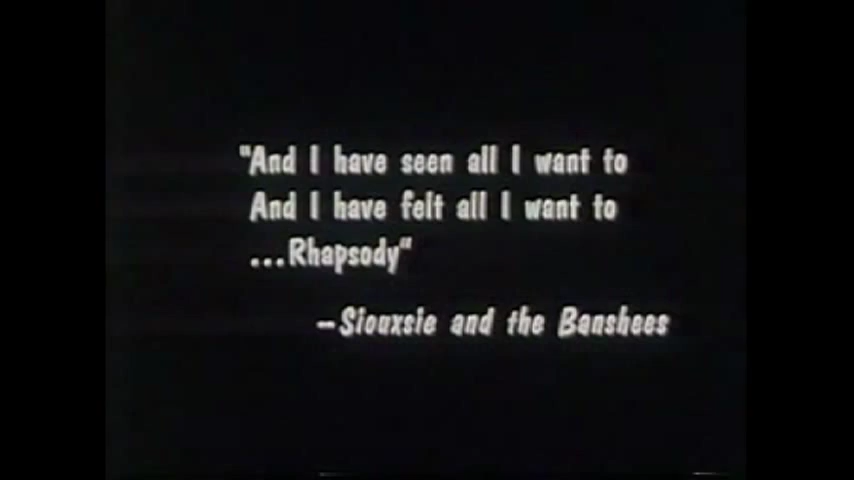 "And I have seen all I want to
And I have felt all I want to
...Rhapsody"
--Siouxsie and the Banshees